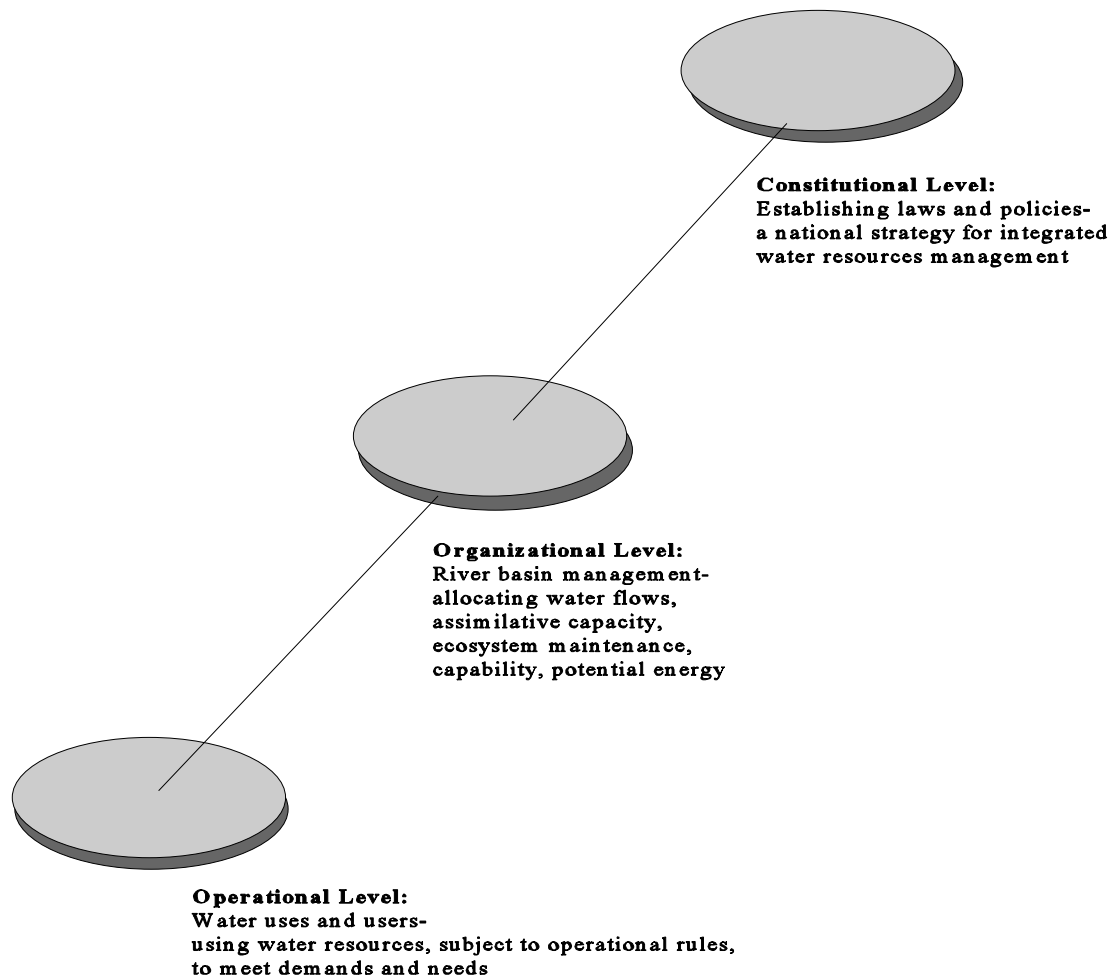 Constitutional Level:
Establishing laws and policies-
a national strategy for integrated
water resources management
Organizational Level:
River basin management-
allocating water flows,
assimilative capacity,
ecosystem maintenance,
capability, potential energy
Operational Level:
Water uses and users-
using water resources, subject to operational rules,
to meet demands and needs